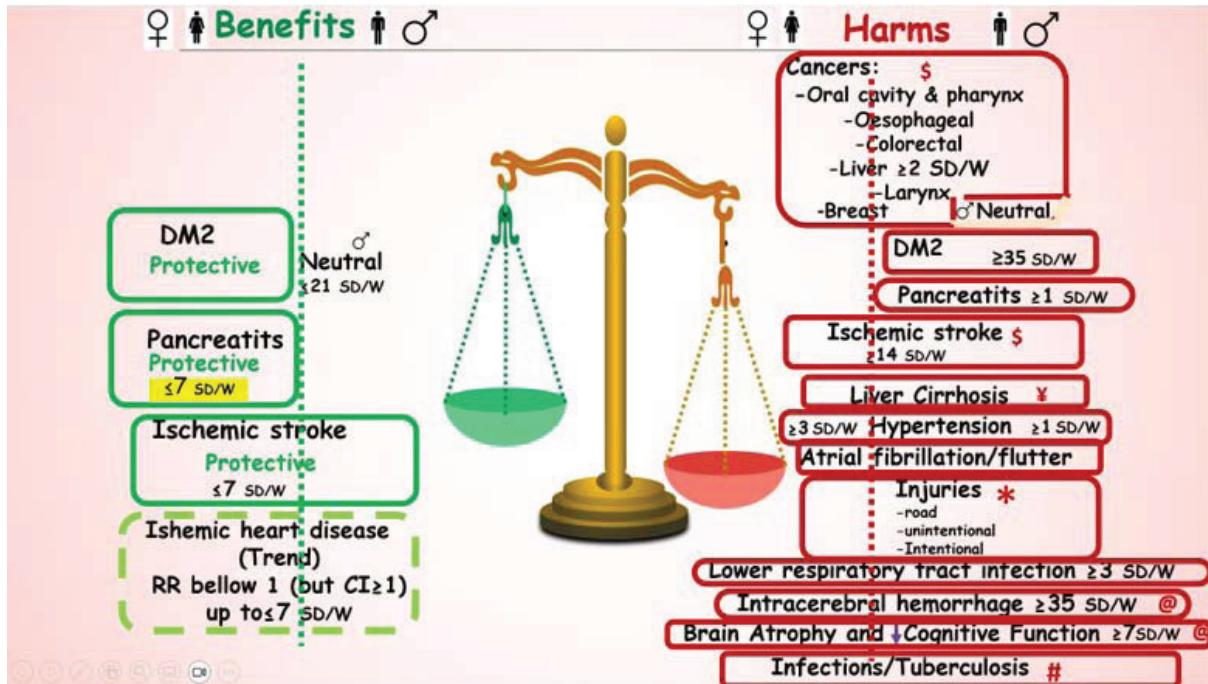 ♀ Benefits ♂
DM2
Protective
♂
Neutral
≤21 SD/W
Pancreatits
Protective
≤7 SD/W
Ischemic stroke
Protective
≤7 SD/W
Ishemic heart disease
(Trend)
RR bellow 1 (but CI≥1)
up to≤7 SD/W
♀ Harms ♂
Cancers: $
-Oral cavity & pharynx
-Oesophageal
-Colorectal
-Liver ≥2 SD/W
-Larynx
-Breast ♂Neutral
DM2 ≥35 SD/W
Pancreatits ≥1 SD/W
Ischemic stroke $
≥14 SD/W
Liver Cirrhosis ¥
≥3 SD/W Hypertension ≥1 SD/W
Atrial fibrillation/flutter
Injuries *
-road
-unintentional
-Intentional
Lower respiratory tract infection ≥3 SD/W
Intracerebral hemorrhage ≥35 SD/W @
Brain Atrophy and ↓Cognitive Function ≥7SD/W @
Infections/Tuberculosis #